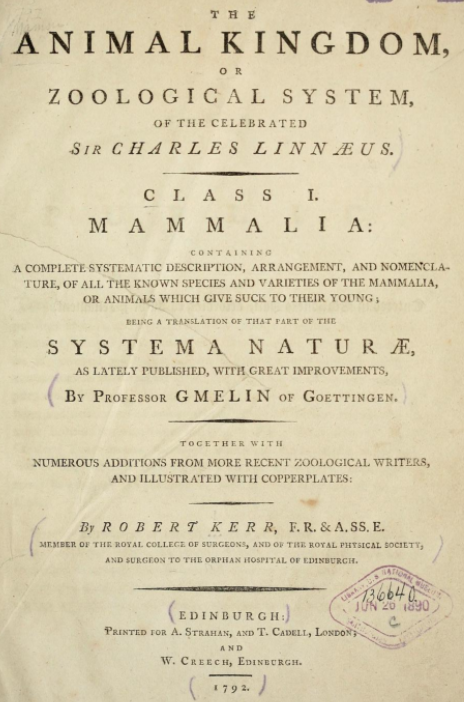 THE
ANIMAL KINGDOM,
OR
ZOOLOGICAL SYSTEM,
OF THE CELEBRATED
SIR CHARLES LINNÆUS.
CLASS I.
MAMMALIA:
CONTAINING
A COMPLETE SYSTEMATIC DESCRIPTION, ARRANGEMENT, AND NOMENCLA-
TURE, OF ALL THE KNOWN SPECIES AND VARIETIES OF THE MAMMALIA,
OR ANIMALS WHICH GIVE SUCK TO THEIR YOUNG;
BEING A TRANSLATION OF THAT PART OF THE
SYSTEMA NATURÆ,
AS LATELY PUBLISHED, WITH GREAT IMPROVEMENTS,
(BY PROFESSOR GMELIN OF GOETTINGEN.)
TOGETHER WITH
NUMEROUS ADDITIONS FROM MORE RECENT ZOOLOGICAL WRITERS,
AND ILLUSTRATED WITH COPPERPLATES:
By ROBERT KERR, F.R. & A.SS.E.
MEMBER OF THE ROYAL COLLEGE OF SURGEONS, AND OF THE ROYAL PHYSICAL SOCIETY,
AND SURGEON TO THE ORPHAN HOSPITAL OF EDINBURGH.
136640
JUN 20 1890
C
(EDINBURGH:)
PRINTED FOR A. STRAHAN, AND T. CADELL, LONDON;
AND
W. CREECH, EDINBURGH.
(1792.)